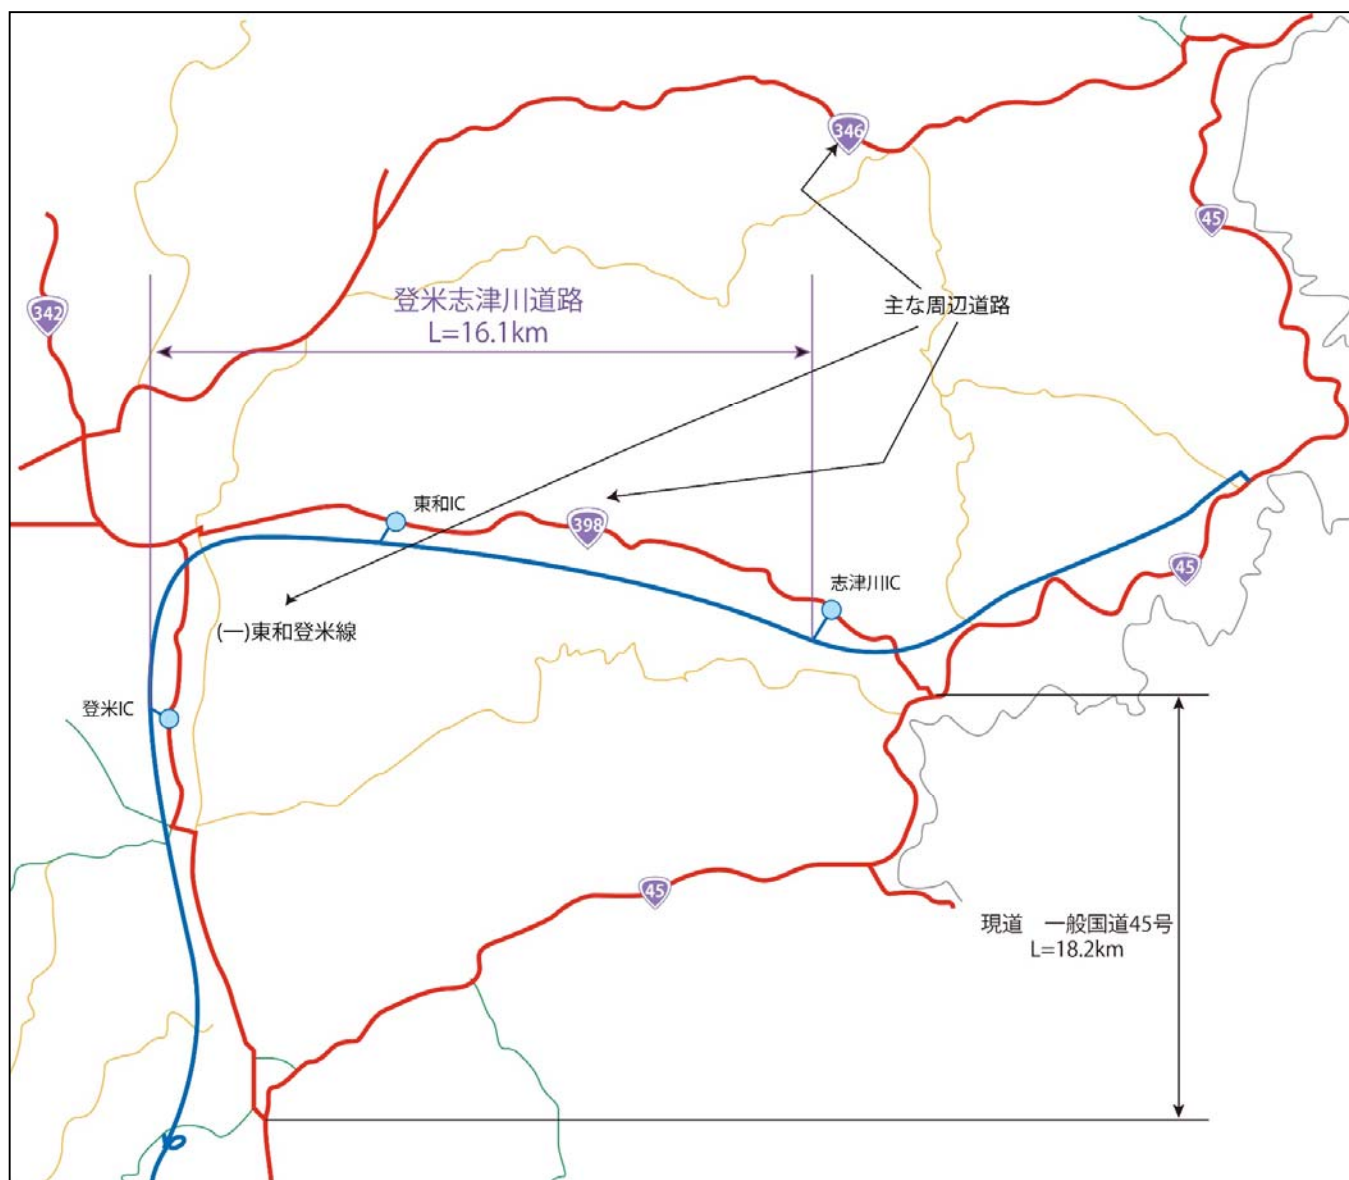 346
45
342
登米志津川道路
L=16.1km
主な周辺道路
東和IC
398
45
志津川IC
(一)東和登米線
登米IC
45
現道　一般国道45号
L=18.2km